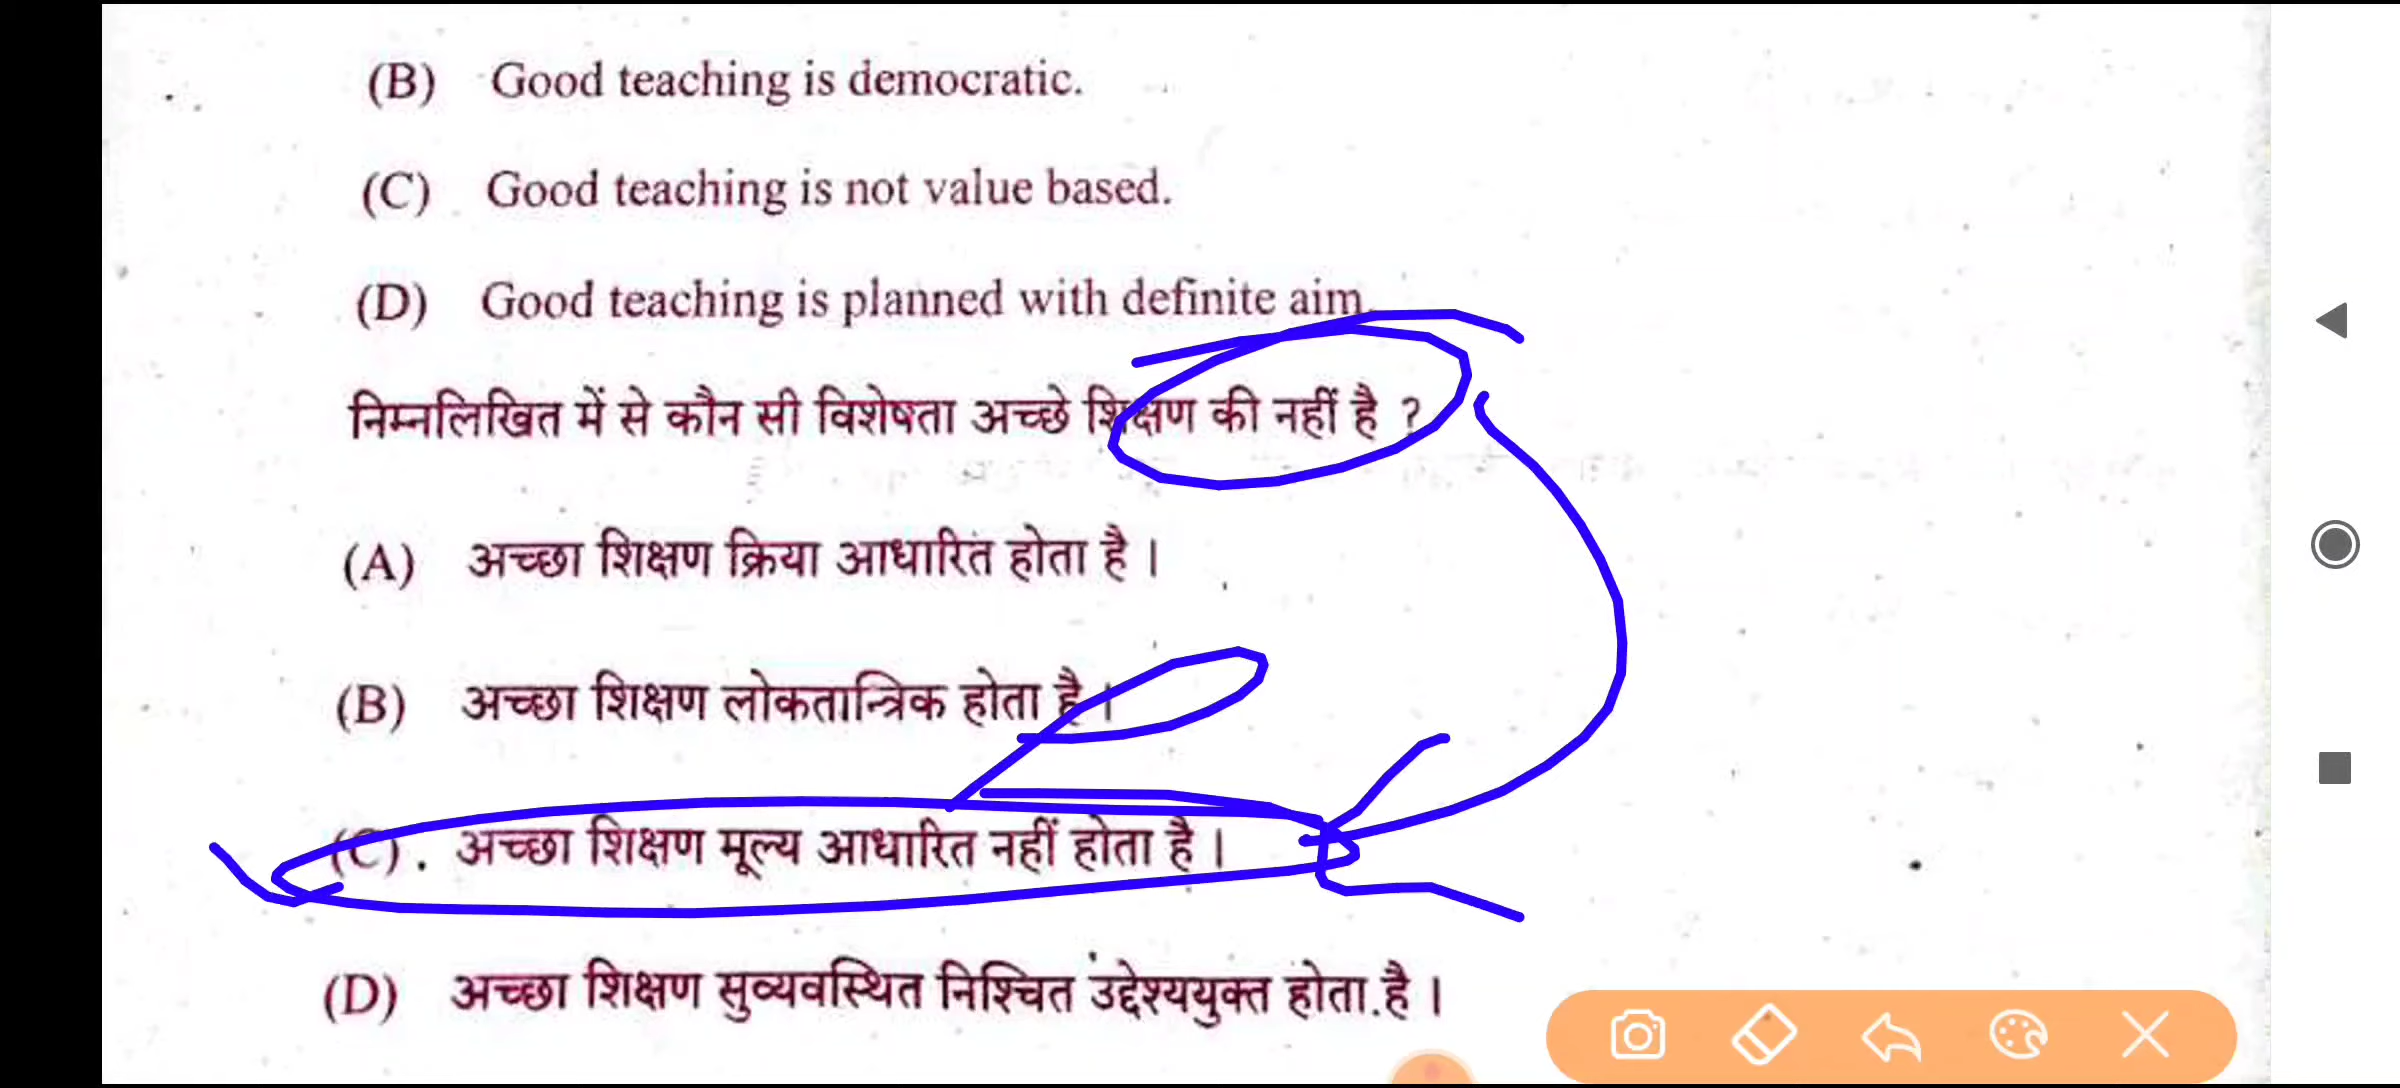 (B) Good teaching is democratic.
(C) Good teaching is not value based.
(D) Good teaching is planned with definite aim.
निम्नलिखित में से कौन सी विशेषता अच्छे शिक्षण की नहीं है ?
(A) अच्छा शिक्षण क्रिया आधारित होता है ।
(B) अच्छा शिक्षण लोकतान्त्रिक होता है ।
(C) . अच्छा शिक्षण मूल्य आधारित नहीं होता है ।
(D) अच्छा शिक्षण सुव्यवस्थित निश्चित उद्देश्ययुक्त होता है ।